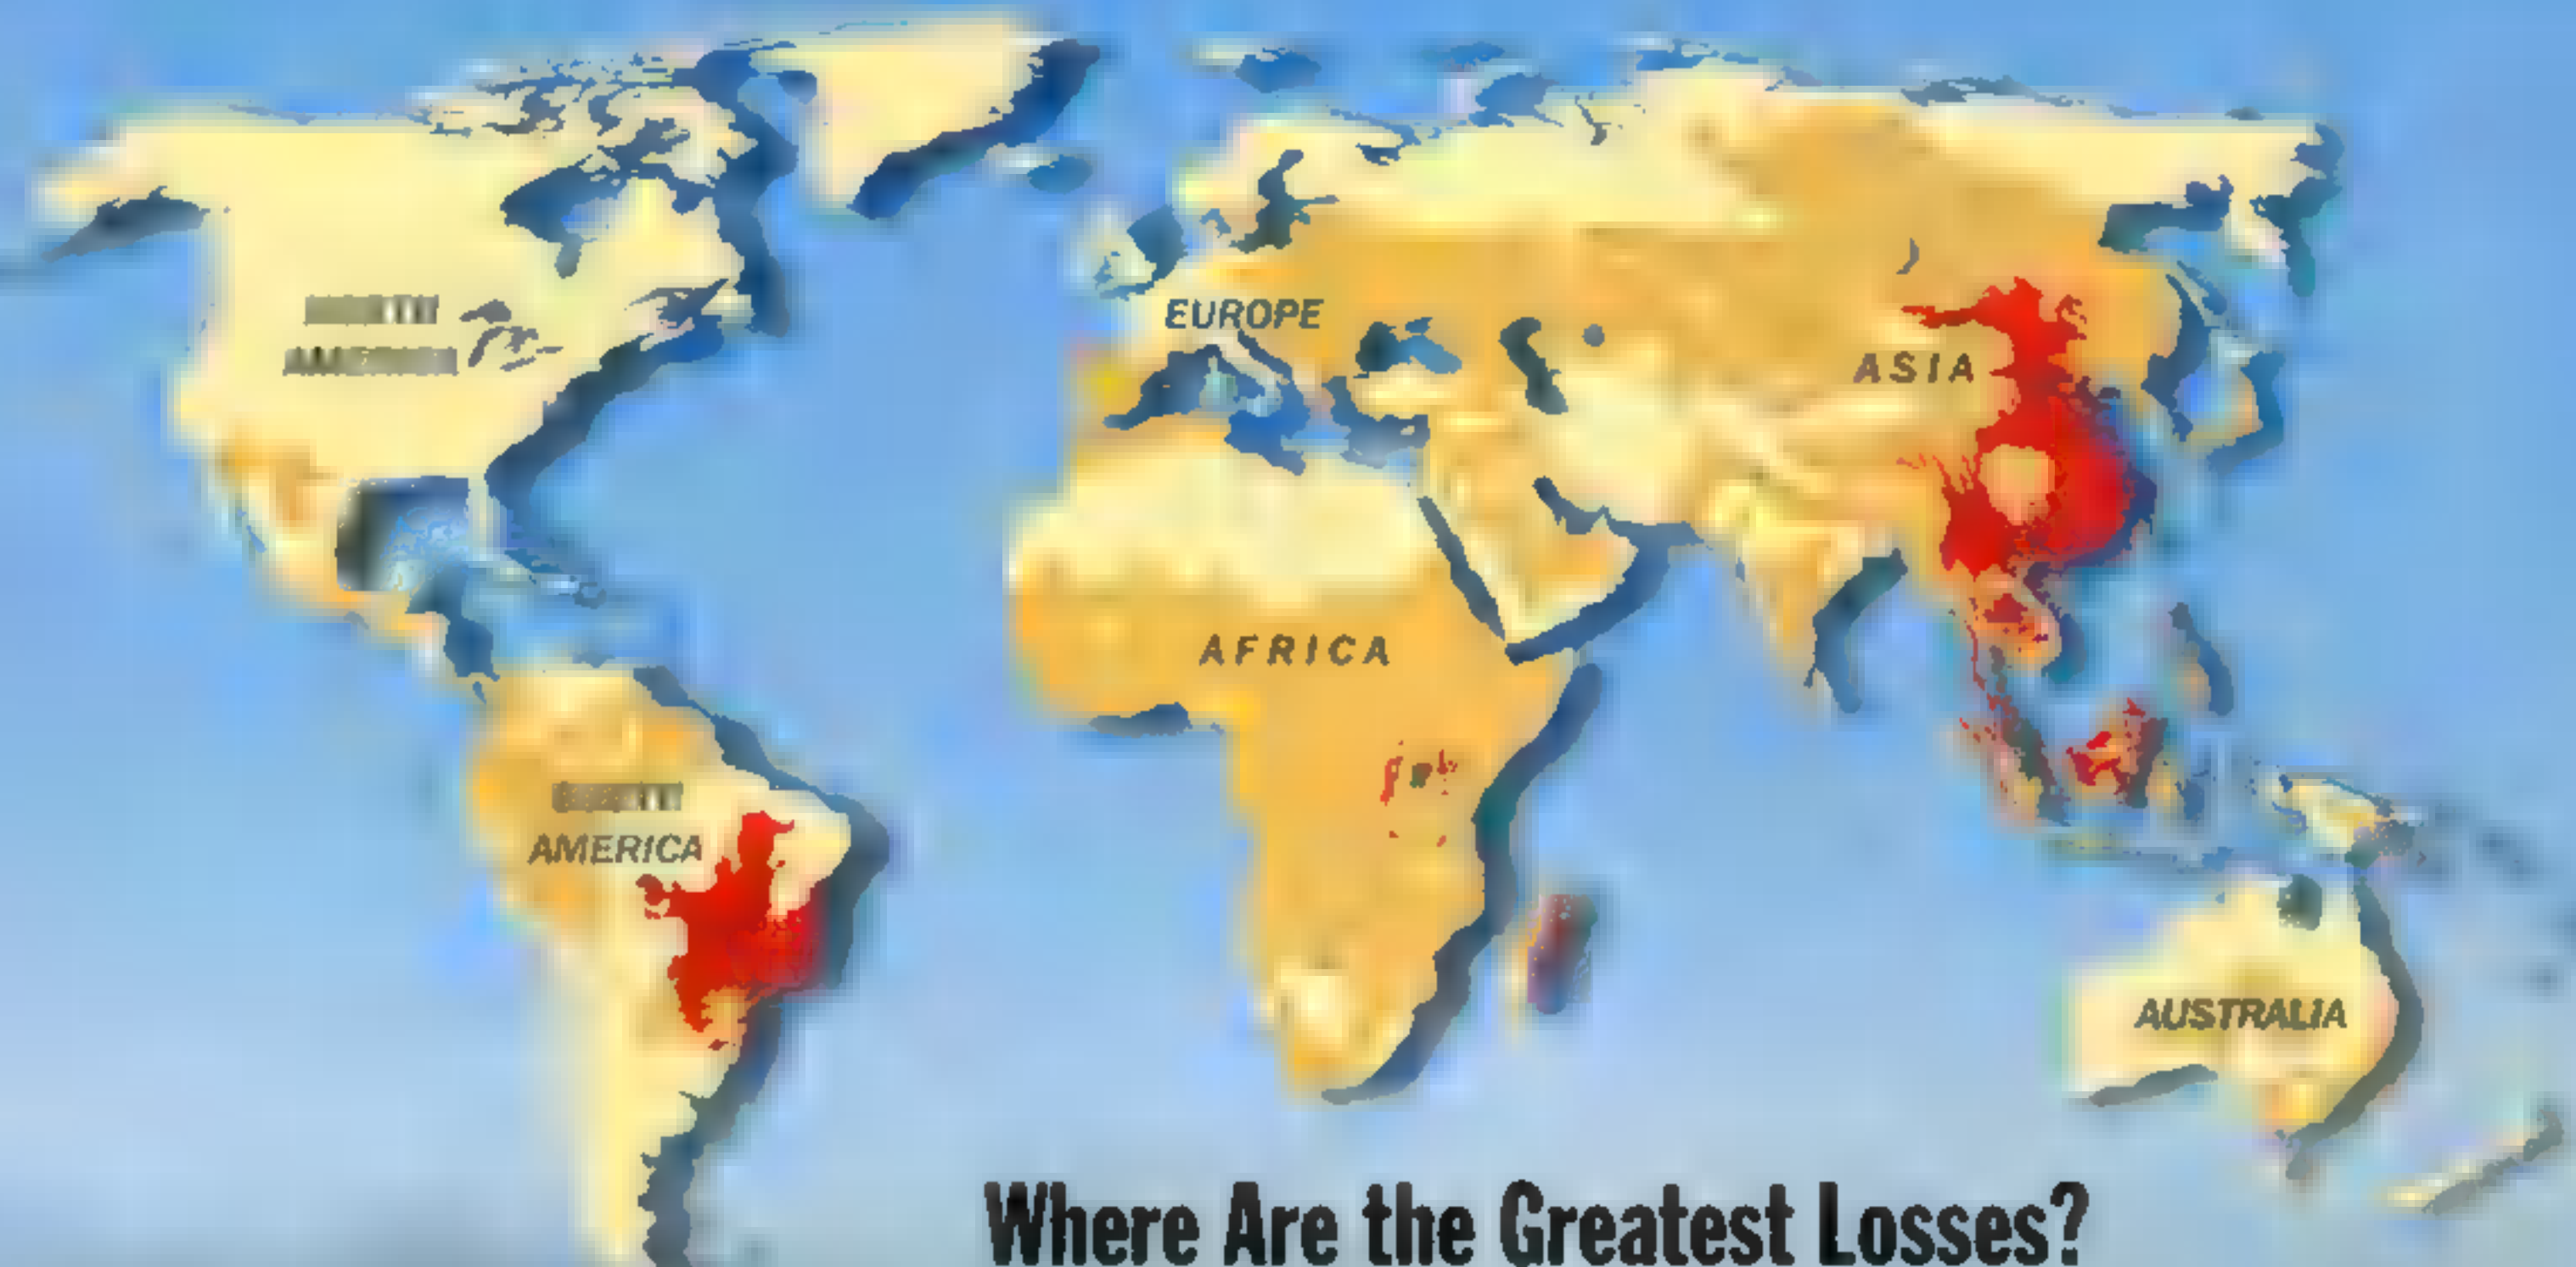 EUROPE
ASIA
AFRICA
AMERICA
AUSTRALIA
Where Are the Greatest Losses?